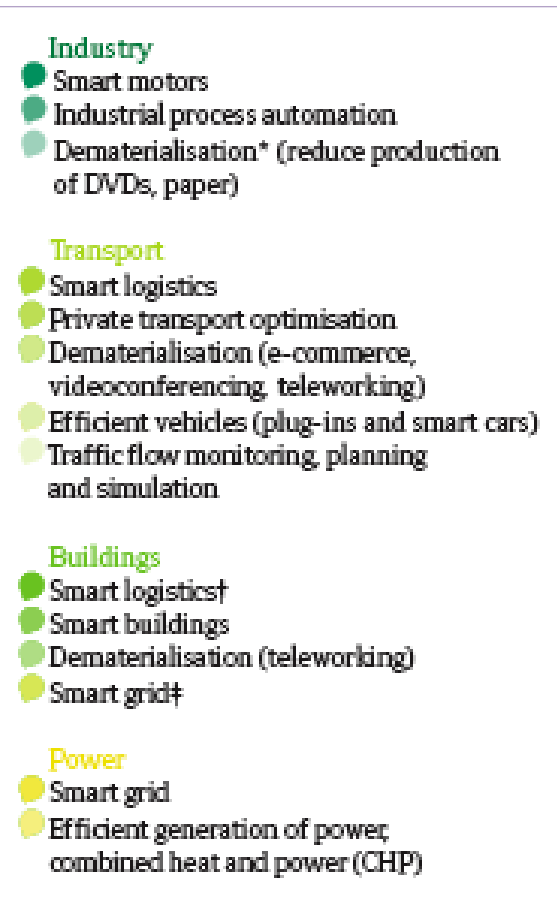 Industry
Smart motors
Industrial process automation
Dematerialisation* (reduce production
of DVDs, paper)
Transport
Smart logistics
Private transport optimisation
Dematerialisation (e-commerce,
videoconferencing, teleworking)
Efficient vehicles (plug-ins and smart cars)
Traffic flow monitoring, planning
and simulation
Buildings
Smart logistics†
Smart buildings
Dematerialisation (teleworking)
Smart grid‡
Power
Smart grid
Efficient generation of power,
combined heat and power (CHP)